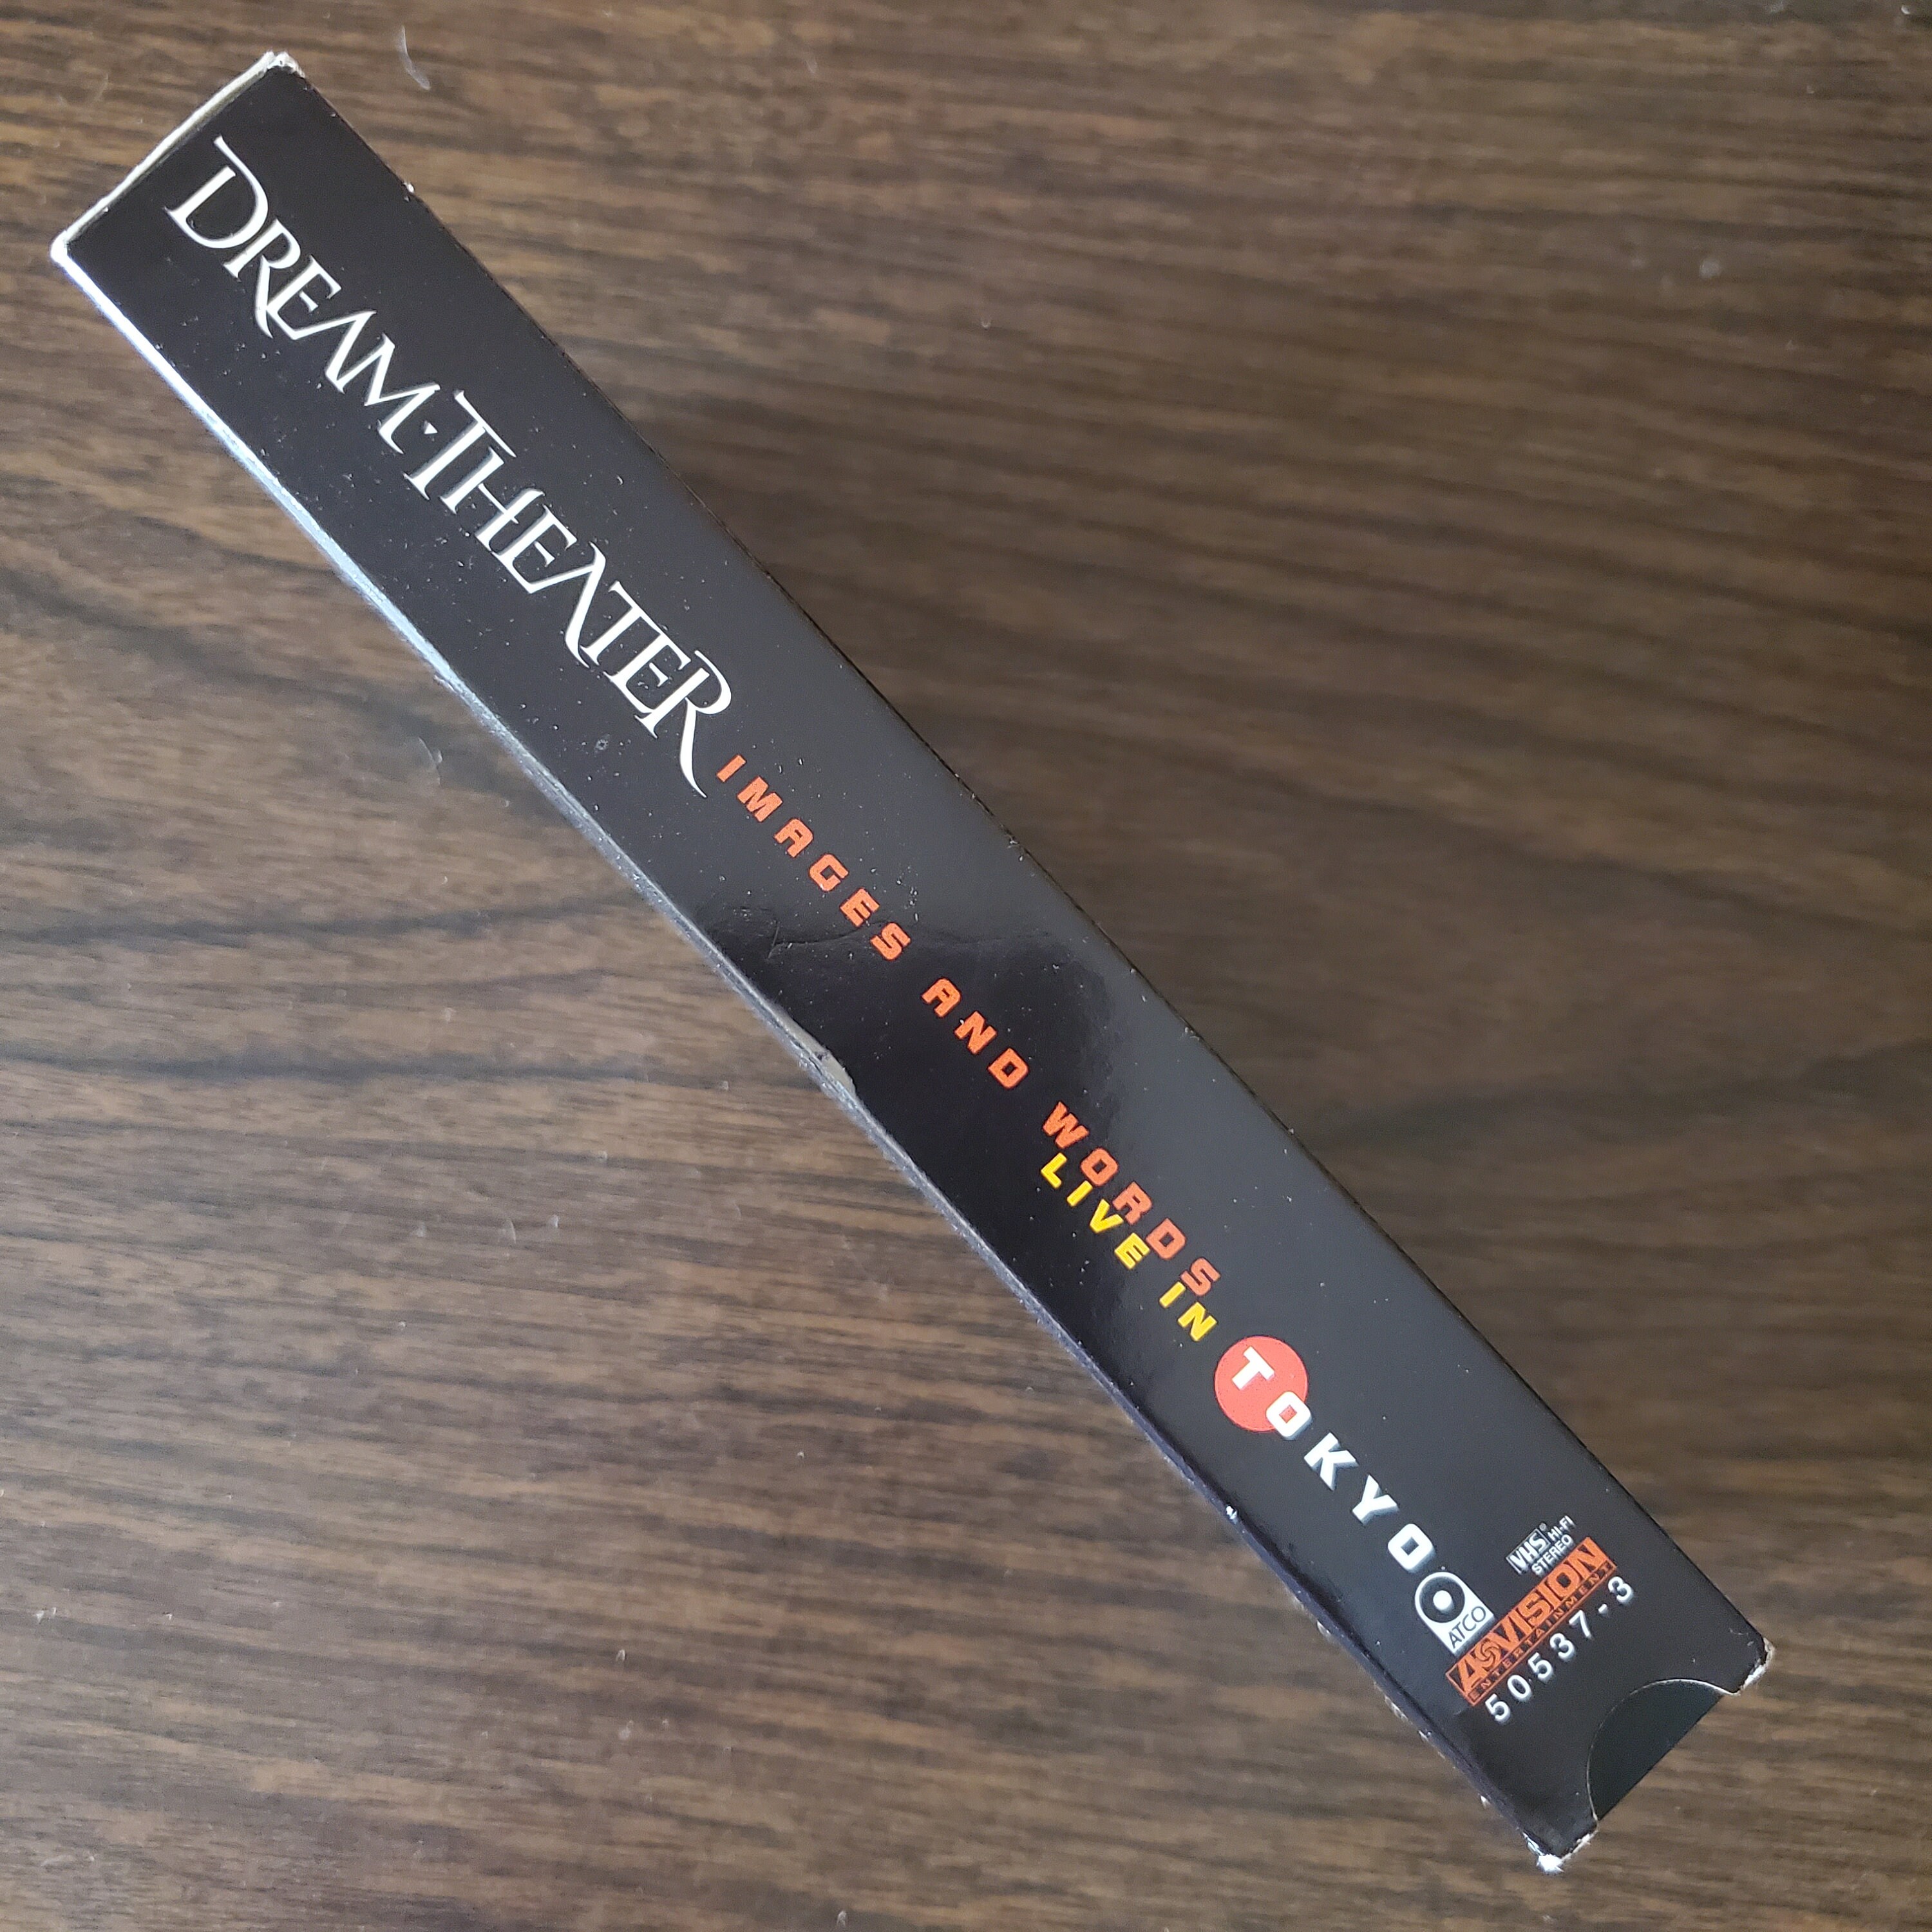 DREAM THEATER
IMAGES AND WORDS
LIVE IN
TOKYO
ATCO
VHS® HI-FI
STEREO
A*VISION
ENTERTAINMENT
50537-3